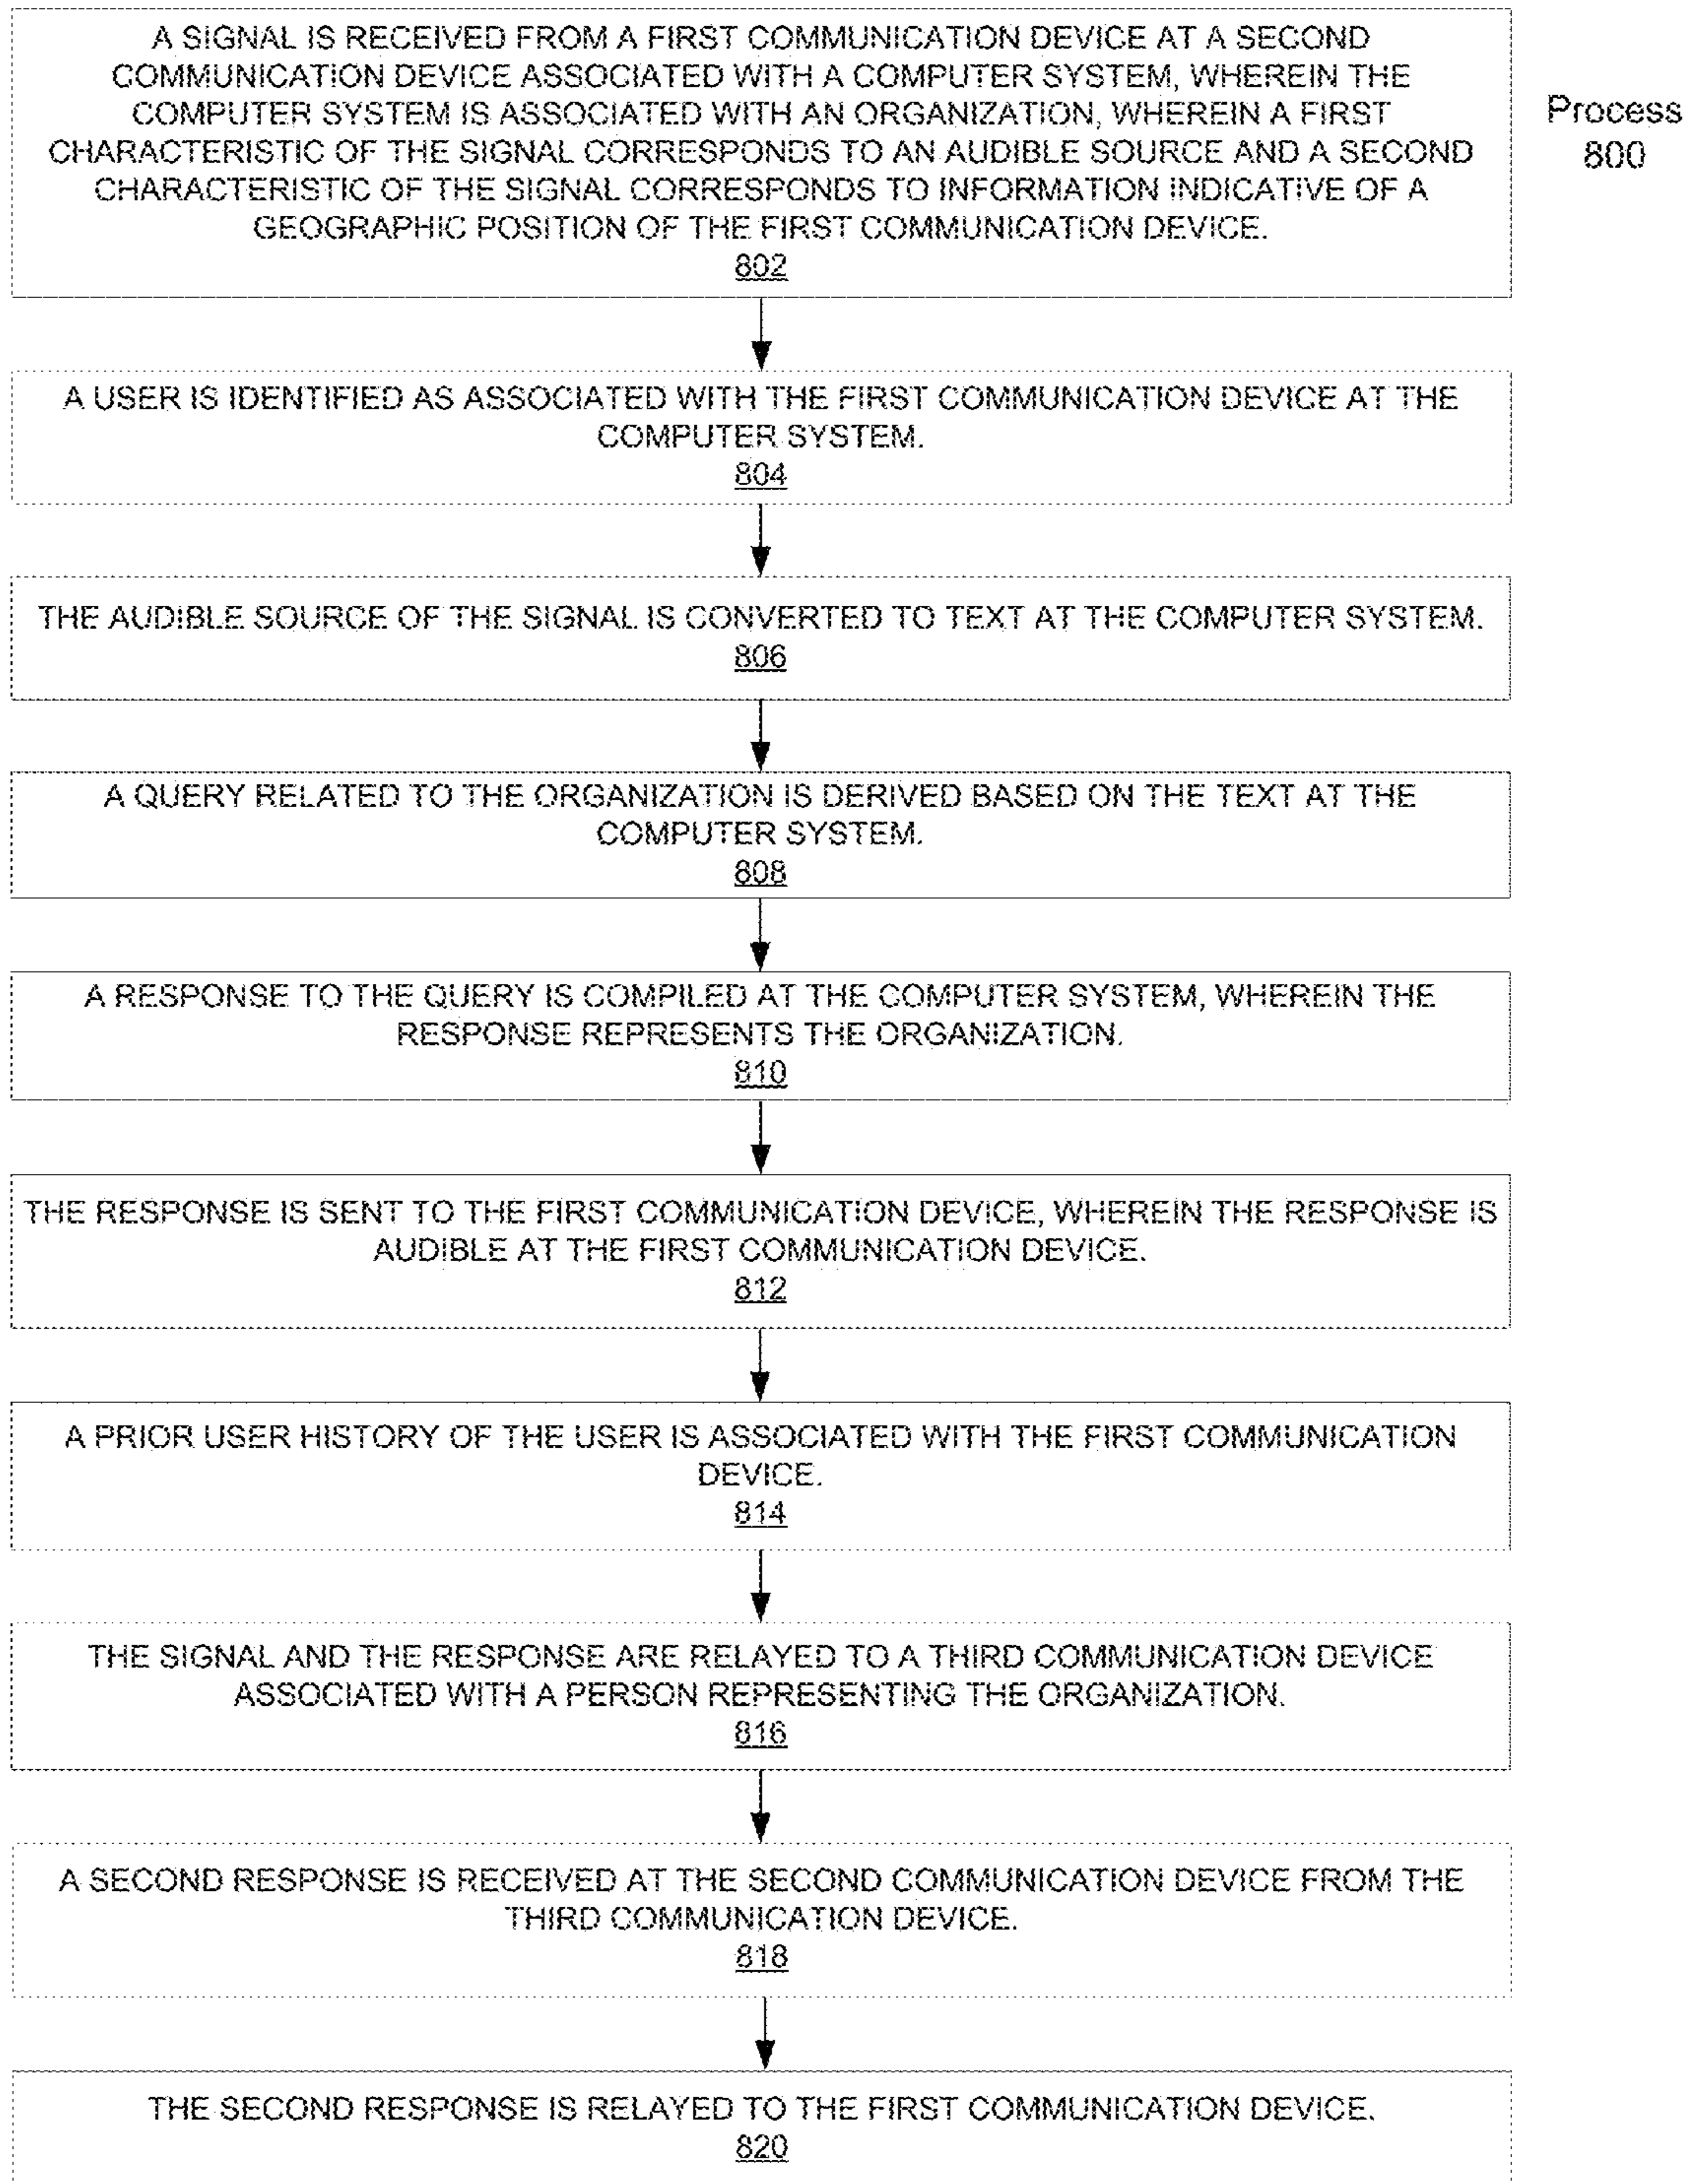 A SIGNAL IS RECEIVED FROM A FIRST COMMUNICATION DEVICE AT A SECOND
COMMUNICATION DEVICE ASSOCIATED WITH A COMPUTER SYSTEM, WHEREIN THE
COMPUTER SYSTEM IS ASSOCIATED WITH AN ORGANIZATION, WHEREIN A FIRST
CHARACTERISTIC OF THE SIGNAL CORRESPONDS TO AN AUDIBLE SOURCE AND A SECOND
CHARACTERISTIC OF THE SIGNAL CORRESPONDS TO INFORMATION INDICATIVE OF A
GEOGRAPHIC POSITION OF THE FIRST COMMUNICATION DEVICE.
802
Process
800
A USER IS IDENTIFIED AS ASSOCIATED WITH THE FIRST COMMUNICATION DEVICE AT THE
COMPUTER SYSTEM.
804
THE AUDIBLE SOURCE OF THE SIGNAL IS CONVERTED TO TEXT AT THE COMPUTER SYSTEM.
806
A QUERY RELATED TO THE ORGANIZATION IS DERIVED BASED ON THE TEXT AT THE
COMPUTER SYSTEM.
808
A RESPONSE TO THE QUERY IS COMPILED AT THE COMPUTER SYSTEM, WHEREIN THE
RESPONSE REPRESENTS THE ORGANIZATION.
810
THE RESPONSE IS SENT TO THE FIRST COMMUNICATION DEVICE, WHEREIN THE RESPONSE IS
AUDIBLE AT THE FIRST COMMUNICATION DEVICE.
812
A PRIOR USER HISTORY OF THE USER IS ASSOCIATED WITH THE FIRST COMMUNICATION
DEVICE.
814
THE SIGNAL AND THE RESPONSE ARE RELAYED TO A THIRD COMMUNICATION DEVICE
ASSOCIATED WITH A PERSON REPRESENTING THE ORGANIZATION.
816
A SECOND RESPONSE IS RECEIVED AT THE SECOND COMMUNICATION DEVICE FROM THE
THIRD COMMUNICATION DEVICE.
818
THE SECOND RESPONSE IS RELAYED TO THE FIRST COMMUNICATION DEVICE.
820